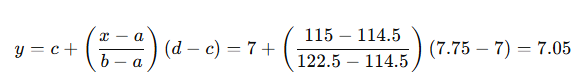 y = c + ( (x − a) / (b − a) ) (d − c) = 7 + ( (115 − 114.5) / (122.5 − 114.5) ) (7.75 − 7) = 7.05